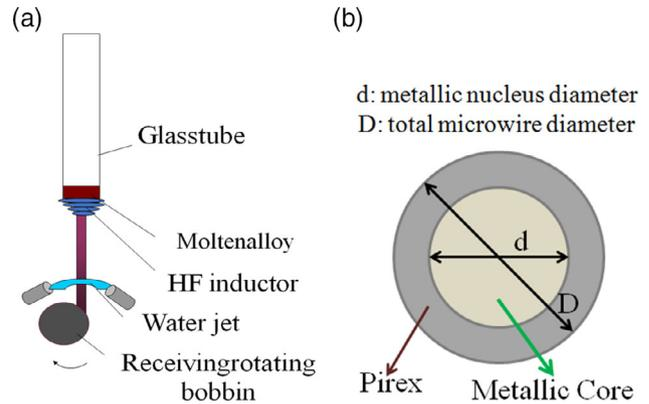 (a)
Glasstube
Moltenalloy
HF inductor
Water jet
Receivingrotating
bobbin
(b)
d: metallic nucleus diameter
D: total microwire diameter
d
D
Pirex
Metallic Core